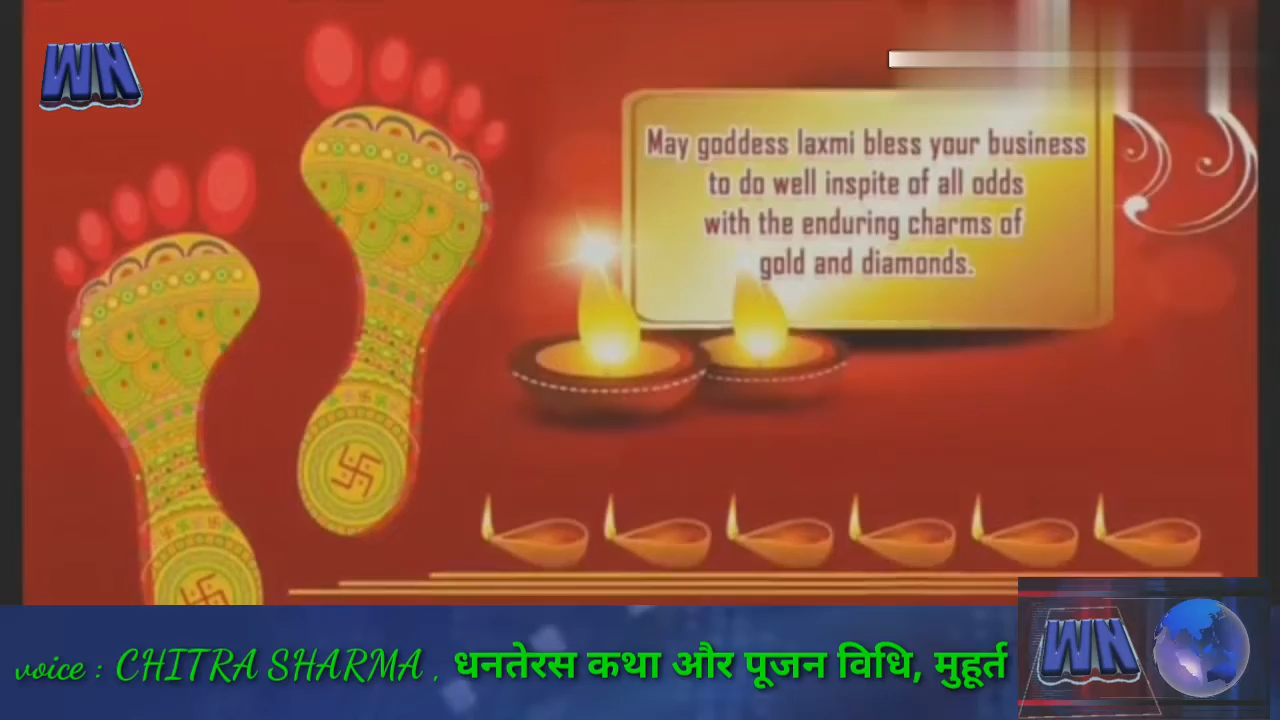 WN
May goddess laxmi bless your business
to do well inspite of all odds
with the enduring charms of
gold and diamonds.
voice : CHITRA SHARMA , धनतेरस कथा और पूजन विधि, मुहूर्त
WN